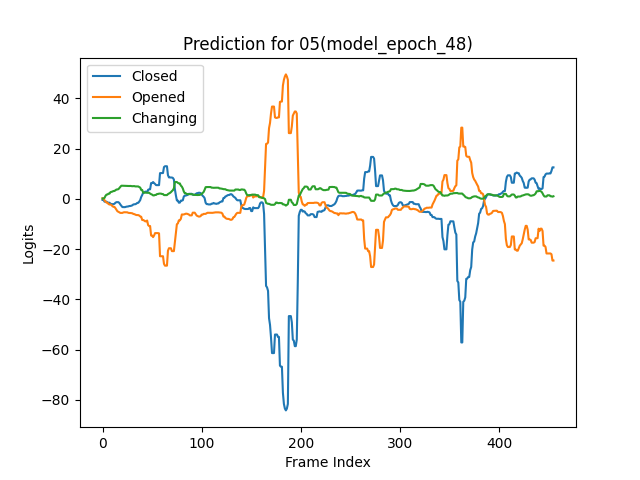 Prediction for 05(model_epoch_48)
Closed
Opened
Changing
Logits
40
20
0
−20
−40
−60
−80
0 100 200 300 400
Frame Index